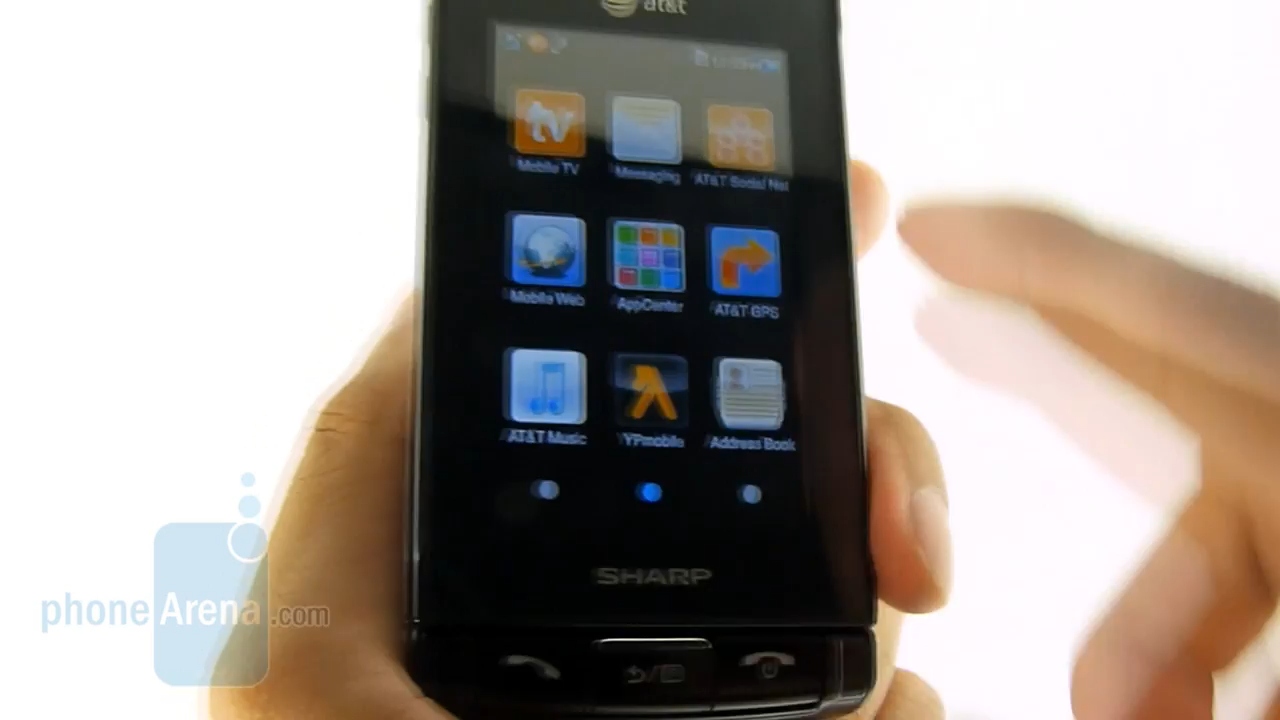 at&t
tv
Mobile TV
Messaging
AT&T Social Net
Mobile Web
AppCenter
AT&T GPS
AT&T Music
YPmobile
Address Book
SHARP
phoneArena.com